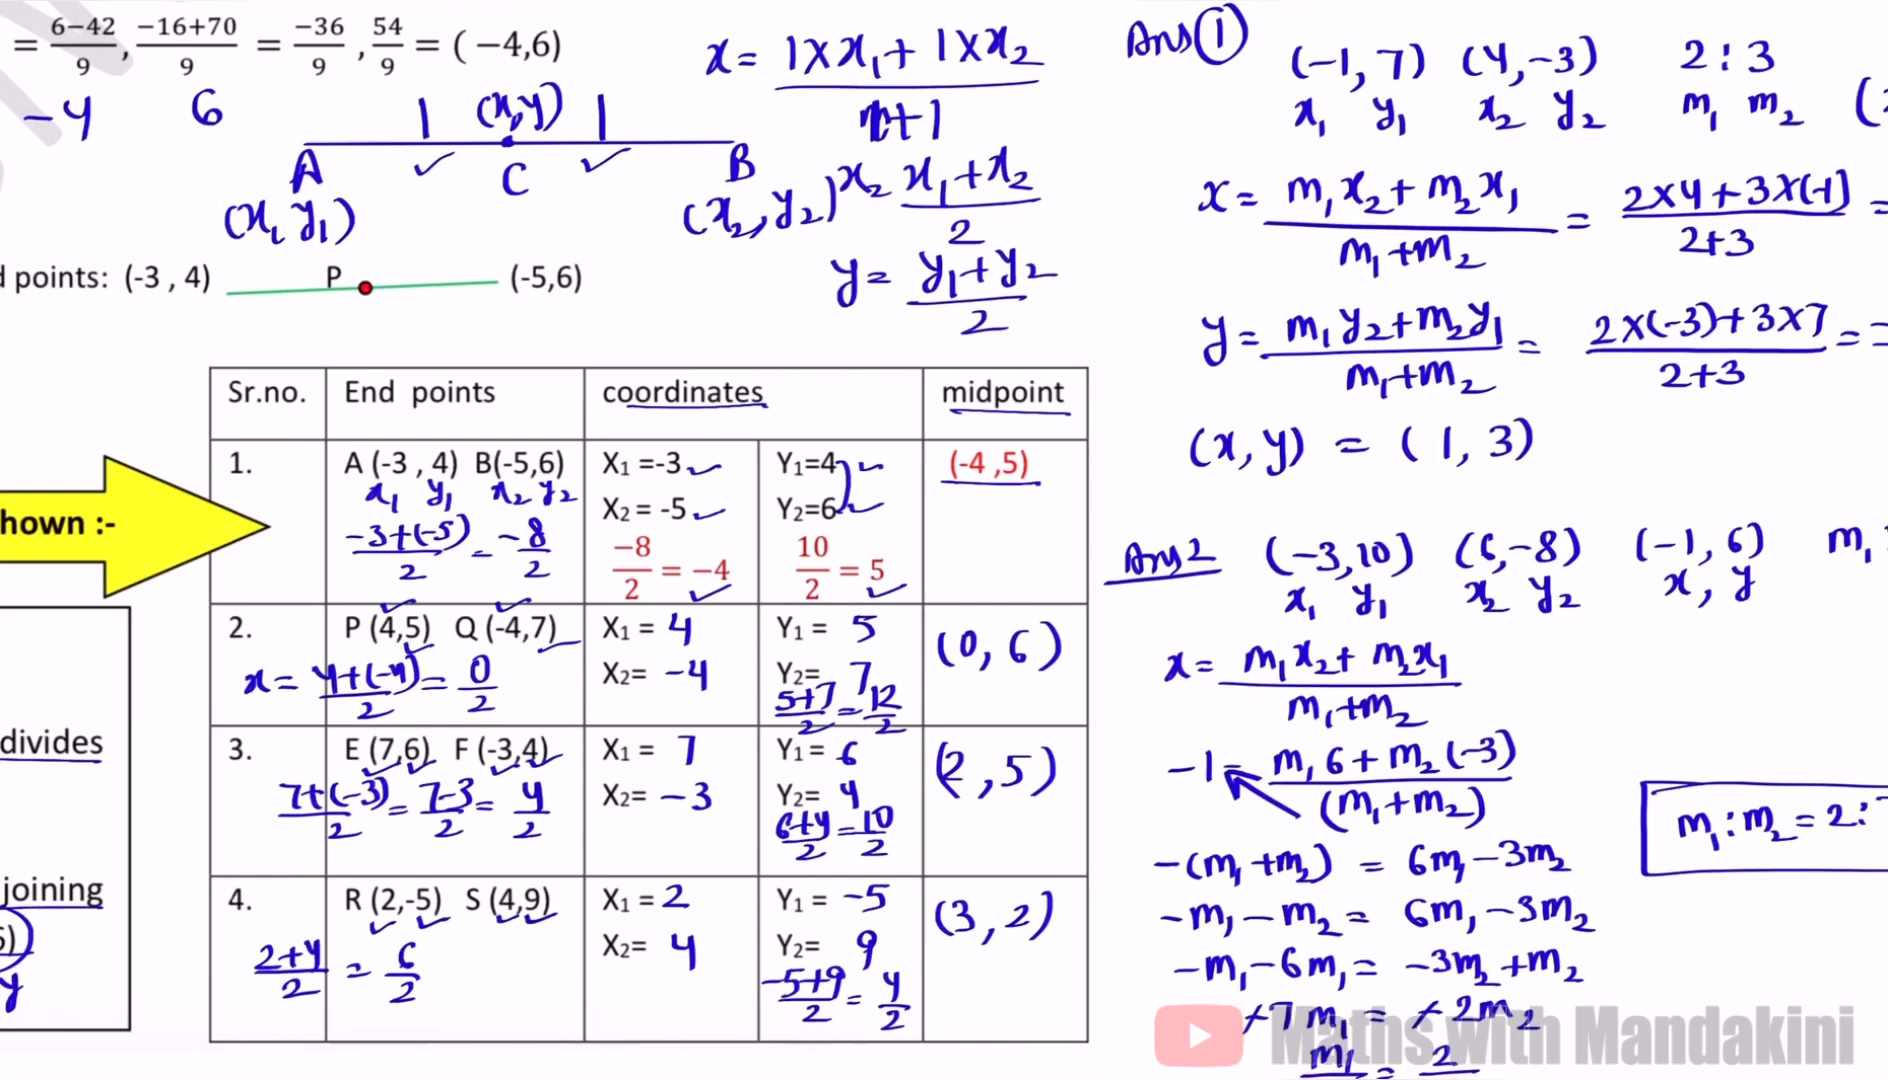 = 6−42/9 , −16+70/9 = −36/9 , 54/9 = ( −4,6)
-4 6
1 (x,y) 1
A C B
(x1 y1) (x2, y2)
x = 1×x1 + 1×x2 / 1+1
x2 x1+x2 / 2
y = y1+y2 / 2
points: (-3 , 4) P (-5,6)
Sr.no. End points coordinates midpoint
1. A (-3 , 4) B(-5,6) X1 =-3 Y1=4 (-4 ,5)
x1 y1 x2 y2 X2 = -5 Y2=6
-3+(-5)/2 = -8/2 −8/2 = −4 10/2 = 5
2. P (4,5) Q (-4,7) X1 = 4 Y1 = 5 (0, 6)
x = 4+(-4)/2 = 0/2 X2= -4 Y2= 7
5+7/2 = 12/2
3. E (7,6) F (-3,4) X1 = 7 Y1 = 6 (2, 5)
7+(-3)/2 = 7-3/2 = 4/2 X2= -3 Y2= 4
6+4/2 = 10/2
4. R (2,-5) S (4,9) X1 = 2 Y1 = -5 (3, 2)
2+4/2 = 6/2 X2= 4 Y2= 9
-5+9/2 = 4/2
hown :-
divides
joining
y
Ans 1
(-1, 7) (4, -3) 2 : 3
x1 y1 x2 y2 m1 m2 (
x = m1x2 + m2x1 / m1+m2 = 2×4+3×(-1) / 2+3 =
y = m1y2+m2y1 / m1+m2 = 2×(-3)+3×7 / 2+3 = =
(x, y) = (1, 3)
Ans 2 (-3,10) (6,-8) (-1, 6) m1
x1 y1 x2 y2 x, y
x = m1x2 + m2x1 / m1+m2
-1 = m1 6 + m2 (-3) / (m1+m2)
m1 : m2 = 2 :
-(m1+m2) = 6m1-3m2
-m1-m2 = 6m1-3m2
-m1-6m1 = -3m2+m2
-7m1 = -2m2
m1 = 2
Maths with Mandakini